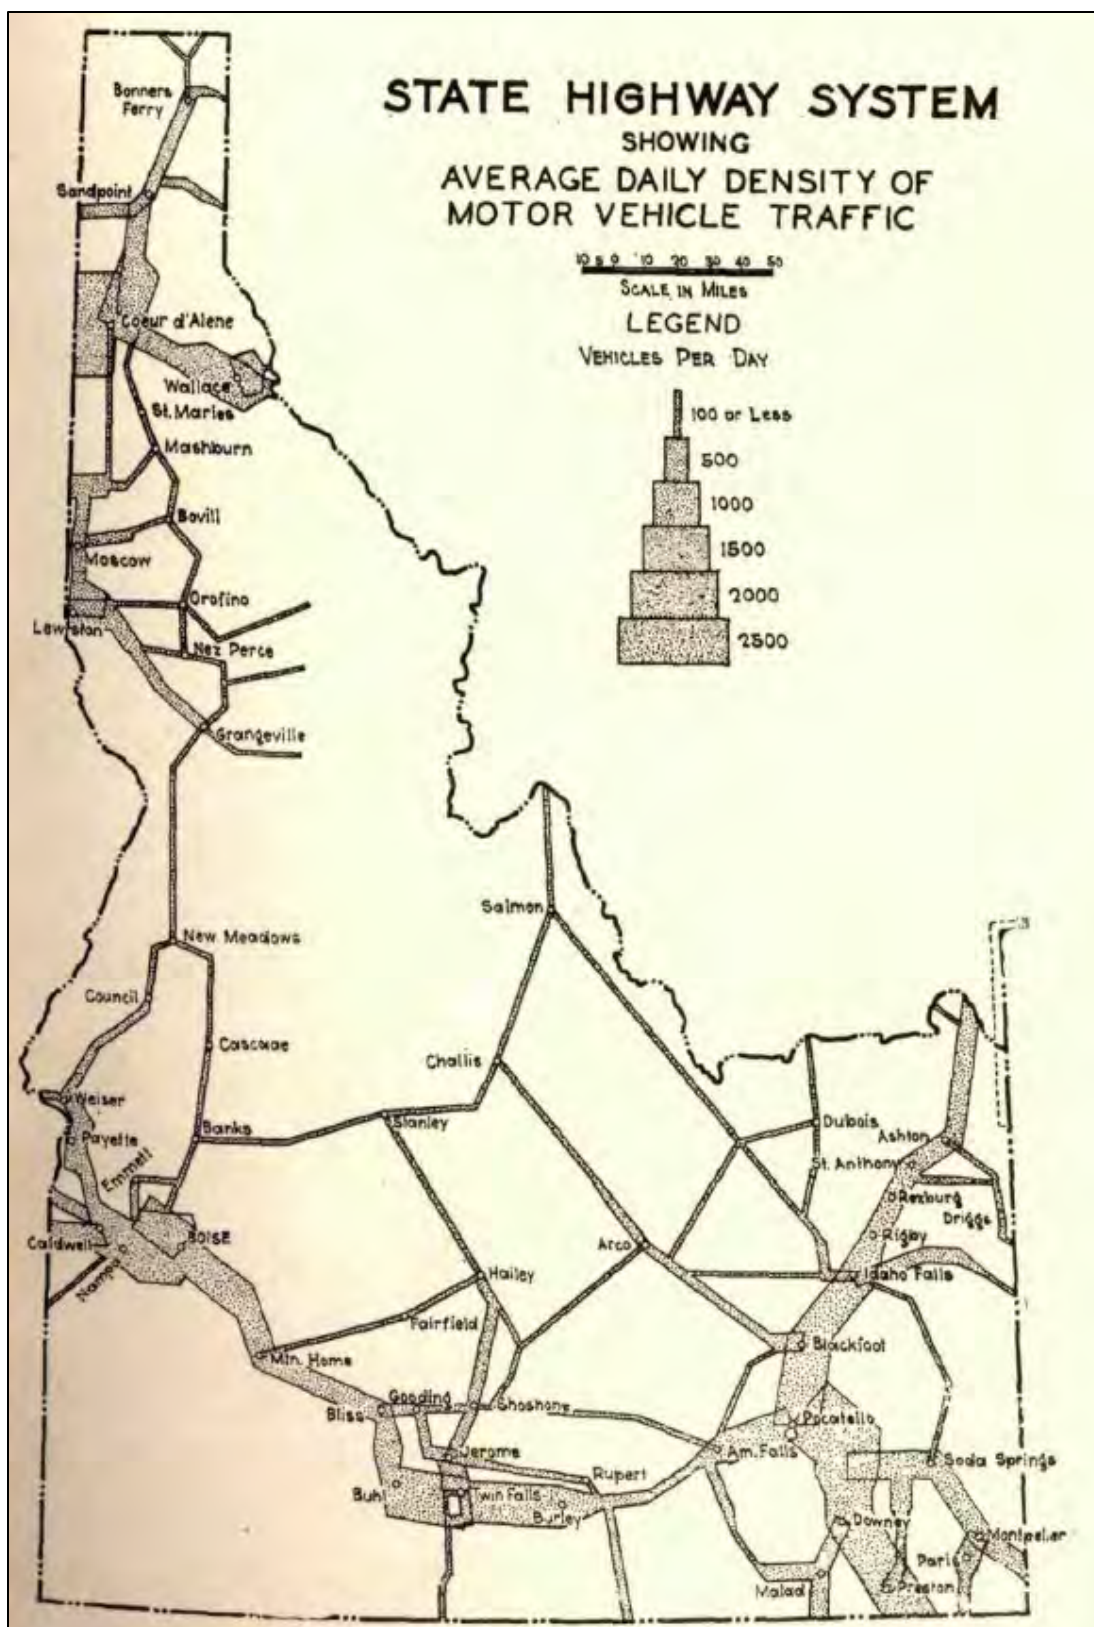 STATE HIGHWAY SYSTEM
SHOWING
AVERAGE DAILY DENSITY OF
MOTOR VEHICLE TRAFFIC
10 5 0 10 20 30 40 50
SCALE IN MILES
LEGEND
VEHICLES PER DAY
100 or Less
500
1000
1500
2000
2500
Bonners
Ferry
Sandpoint
Coeur d'Alene
Wallace
St. Maries
Mashburn
Bovill
Moscow
Orofino
Lewiston
Nez Perce
Grangeville
Salmon
New Meadows
Council
Cascade
Challis
Weiser
Stanley
Dubois
Banks
Payette
Ashton
Emmett
St. Anthony
Rexburg
Driggs
BOISE
Caldwell
Rigby
Arco
Nampa
Hailey
Idaho Falls
Fairfield
Blackfoot
Mtn. Home
Gooding
Shoshone
Bliss
Pocatello
Jerome
Am. Falls
Soda Springs
Rupert
Buhl
Twin Falls
Burley
Downey
Montpelier
Paris
Malad
Preston